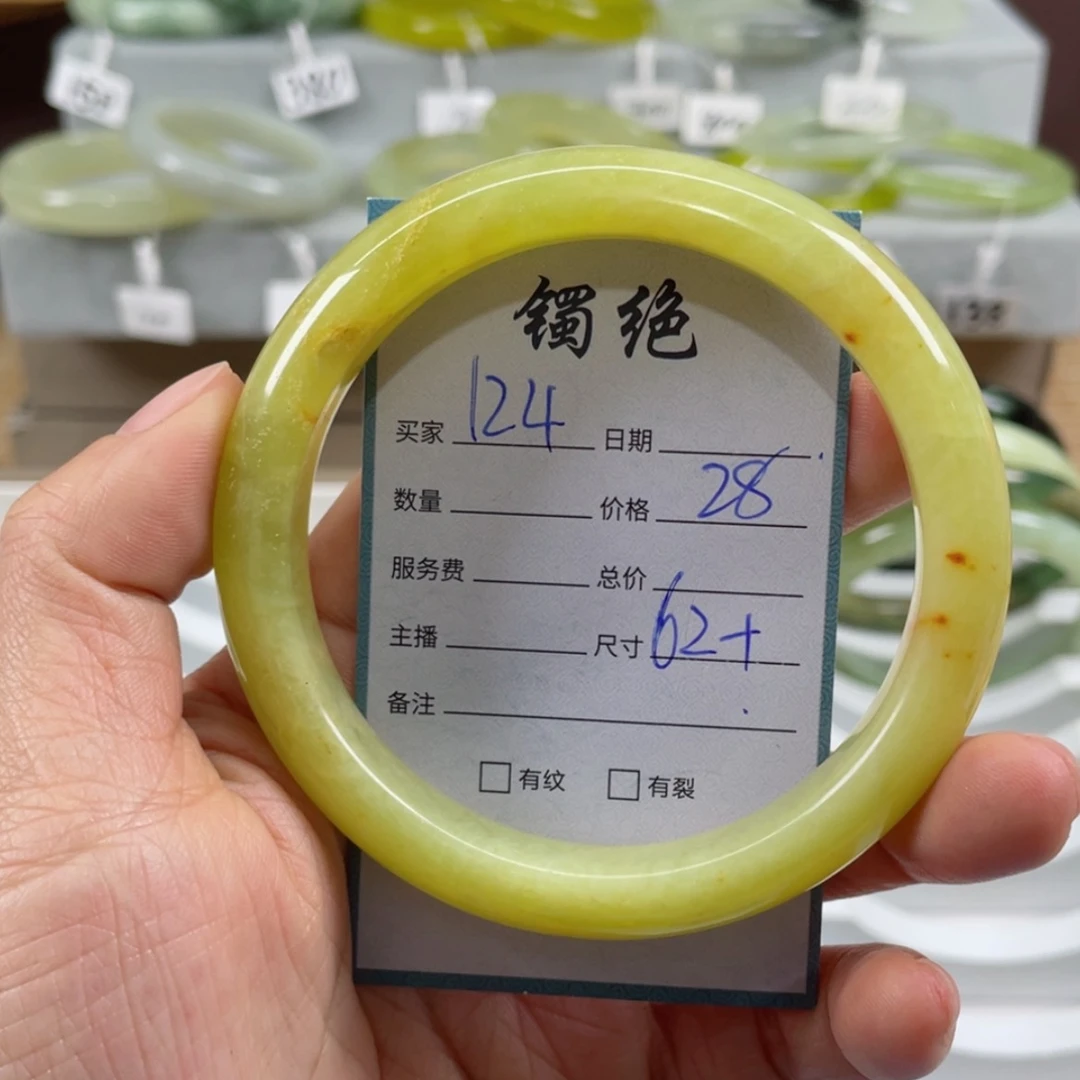 镯绝
买家 124 日期
数量 价格 28
服务费 总价
主播 尺寸 62+
备注
□有纹 □有裂